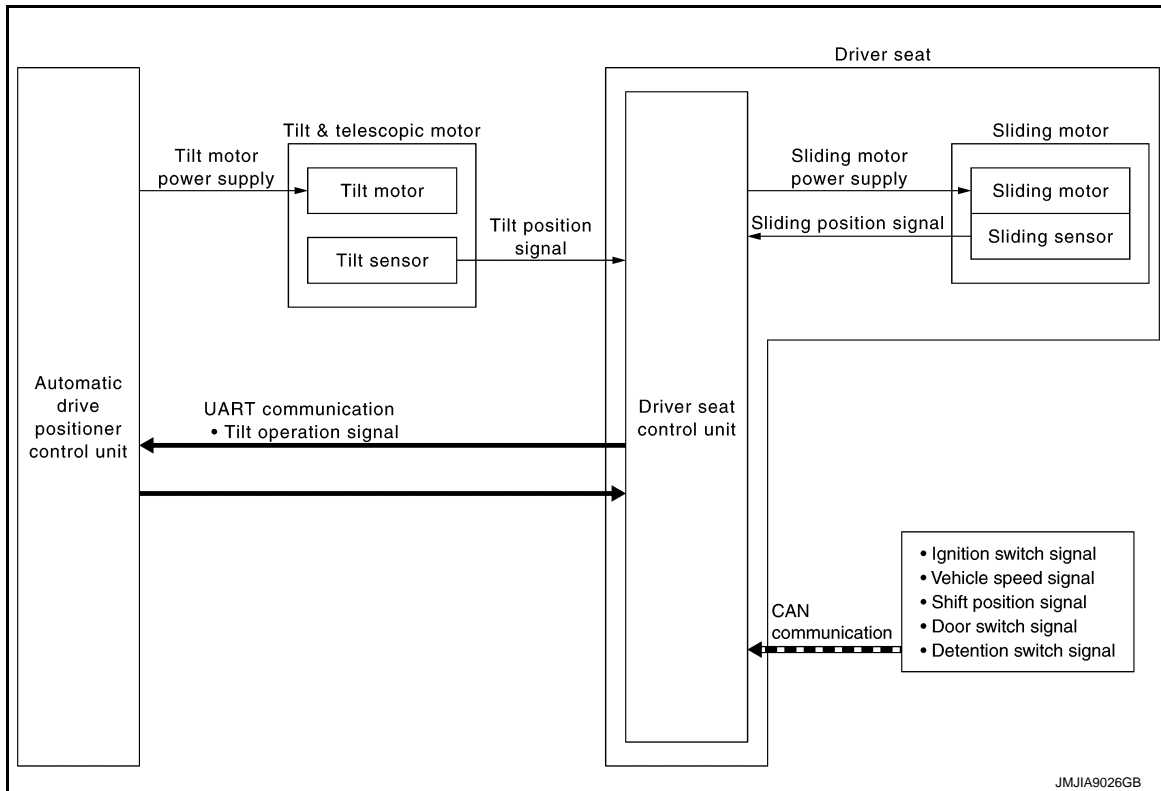 Driver seat
Tilt & telescopic motor
Sliding motor
Tilt motor
power supply
Tilt motor
Tilt position
signal
Tilt sensor
Sliding motor
power supply
Sliding motor
Sliding position signal
Sliding sensor
Automatic
drive
positioner
control unit
UART communication
• Tilt operation signal
Driver seat
control unit
CAN
communication
• Ignition switch signal
• Vehicle speed signal
• Shift position signal
• Door switch signal
• Detention switch signal
JMJIA9026GB